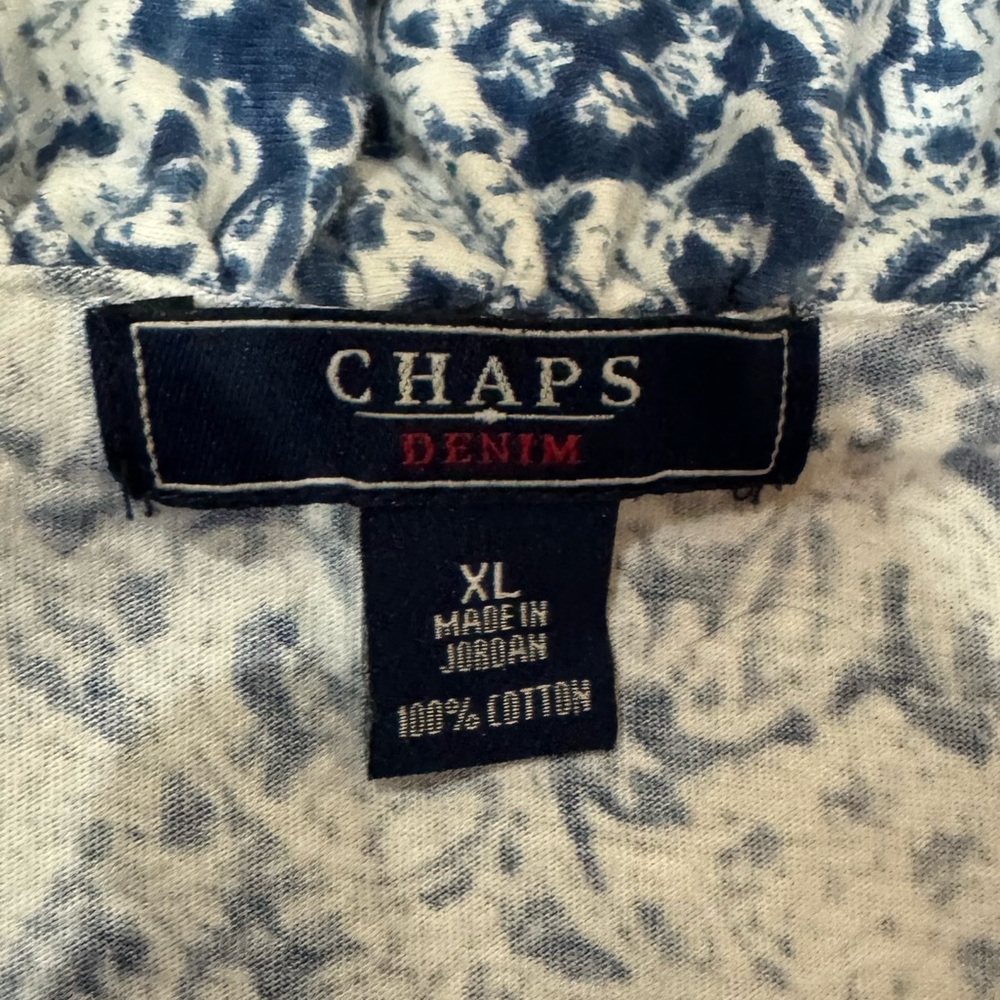 CHAPS
DENIM
XL
MADE IN
JORDAN
100% COTTON